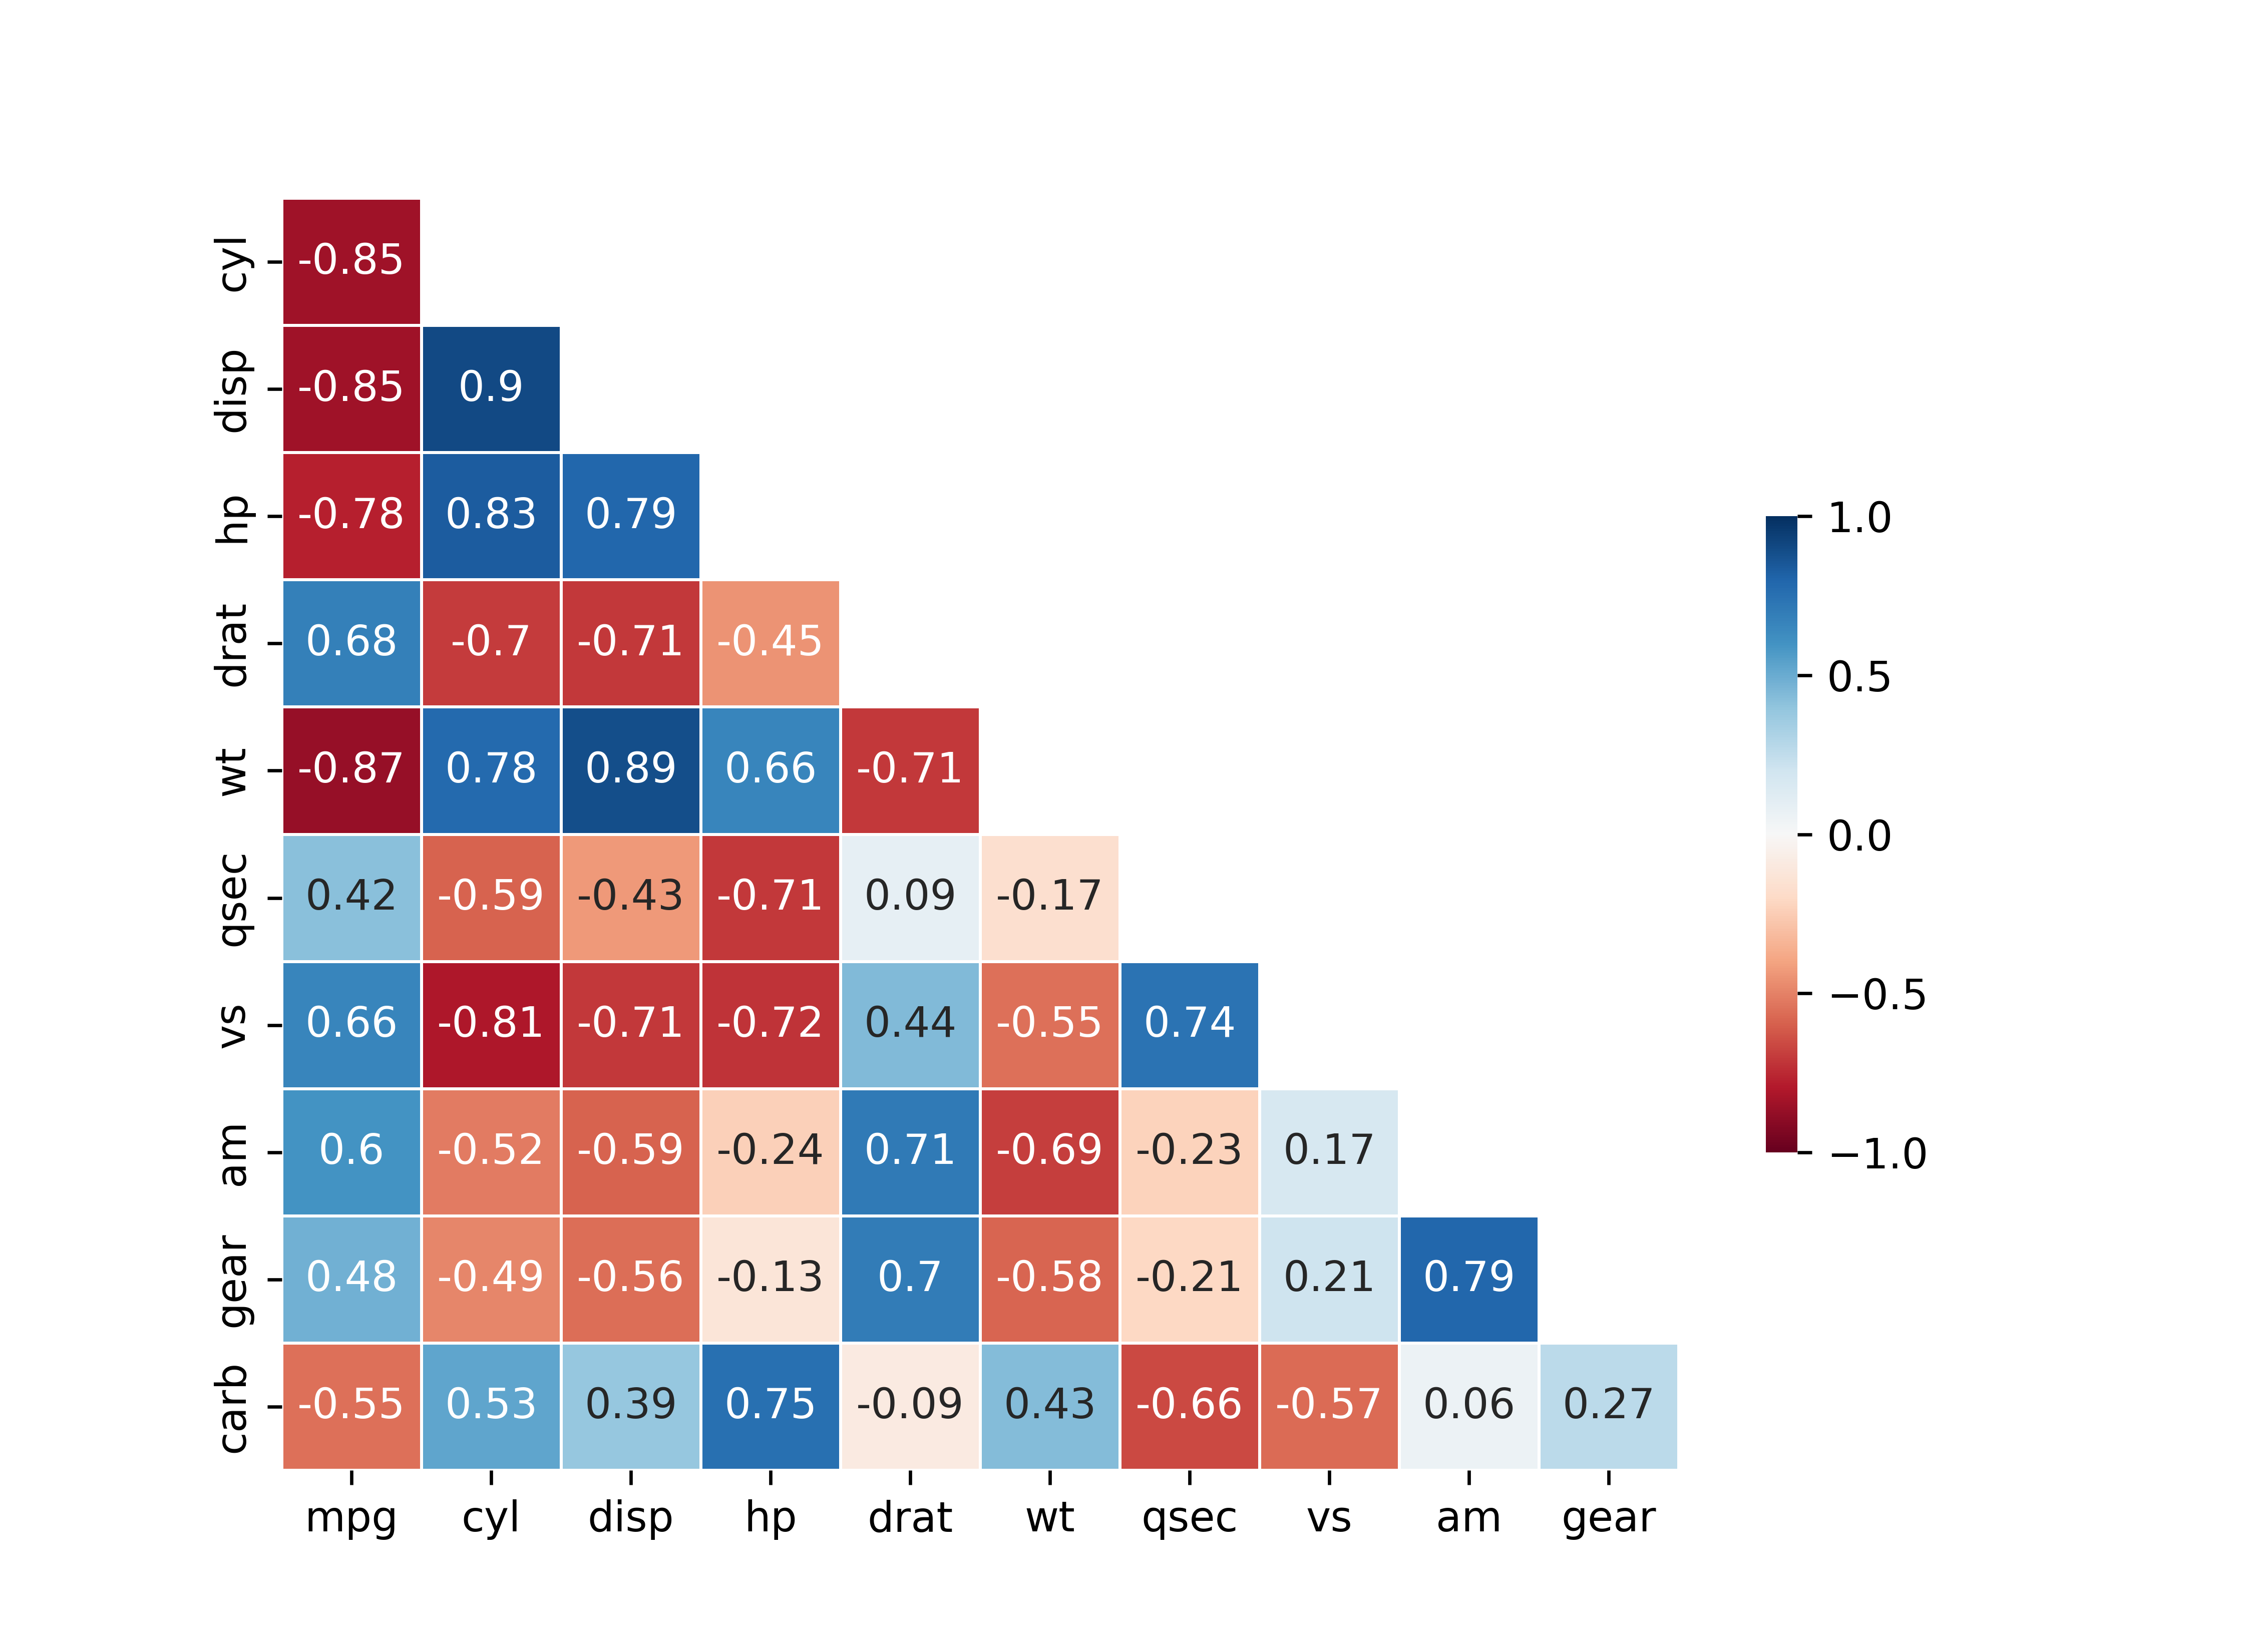 cyl -0.85
disp -0.85 0.9
hp -0.78 0.83 0.79
drat 0.68 -0.7 -0.71 -0.45
wt -0.87 0.78 0.89 0.66 -0.71
qsec 0.42 -0.59 -0.43 -0.71 0.09 -0.17
vs 0.66 -0.81 -0.71 -0.72 0.44 -0.55 0.74
am 0.6 -0.52 -0.59 -0.24 0.71 -0.69 -0.23 0.17
gear 0.48 -0.49 -0.56 -0.13 0.7 -0.58 -0.21 0.21 0.79
carb -0.55 0.53 0.39 0.75 -0.09 0.43 -0.66 -0.57 0.06 0.27
mpg cyl disp hp drat wt qsec vs am gear
1.0
0.5
0.0
−0.5
−1.0